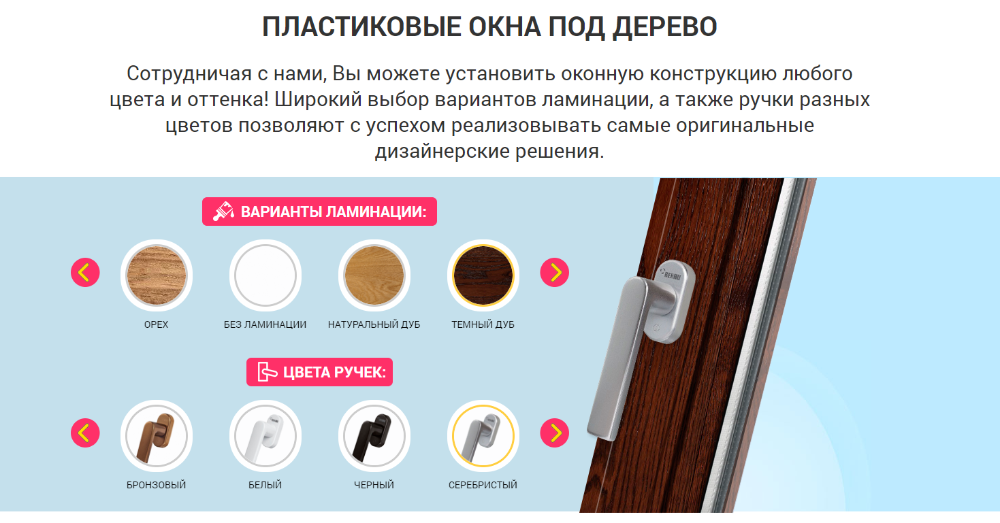 ПЛАСТИКОВЫЕ ОКНА ПОД ДЕРЕВО
Сотрудничая с нами, Вы можете установить оконную конструкцию любого
цвета и оттенка! Широкий выбор вариантов ламинации, а также ручки разных
цветов позволяют с успехом реализовывать самые оригинальные
дизайнерские решения.
ВАРИАНТЫ ЛАМИНАЦИИ:
ОРЕХ
БЕЗ ЛАМИНАЦИИ
НАТУРАЛЬНЫЙ ДУБ
ТЕМНЫЙ ДУБ
REHAU
ЦВЕТА РУЧЕК:
БРОНЗОВЫЙ
БЕЛЫЙ
ЧЕРНЫЙ
СЕРЕБРИСТЫЙ